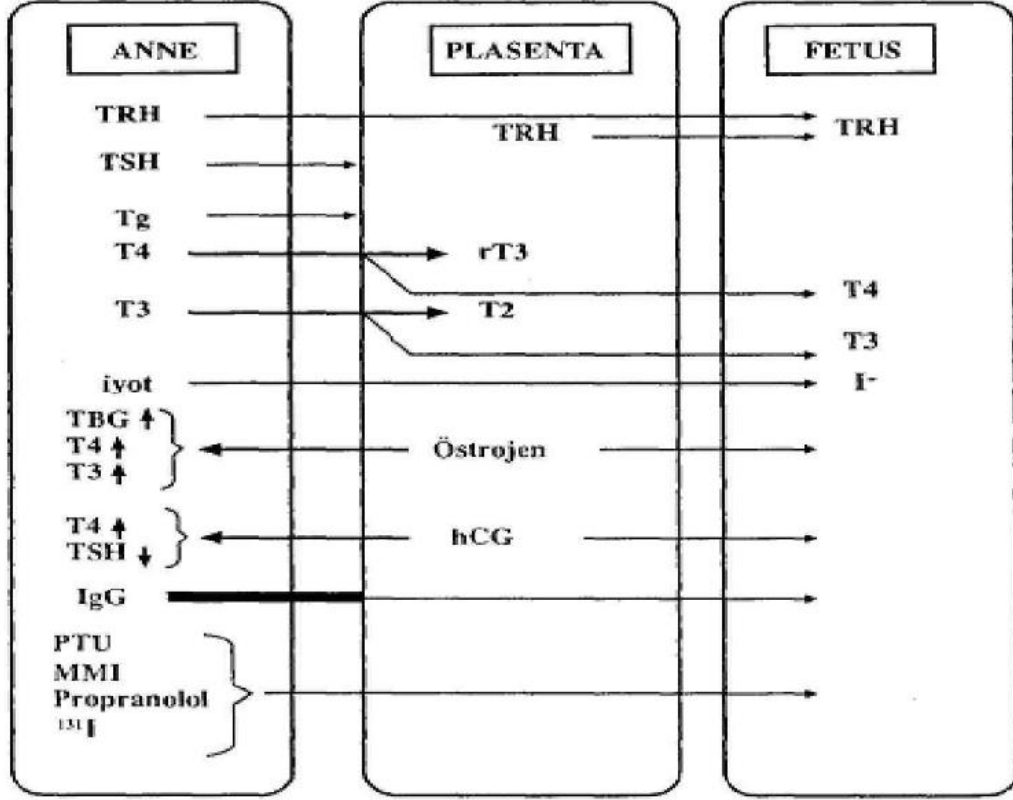 ANNE PLASENTA FETUS
TRH
TRH TRH
TSH
Tg
T4 rT3
T4
T3 T2
T3
iyot I-
TBG ↑
T4 ↑ Östrojen
T3 ↑
T4 ↑
hCG
TSH ↓
IgG
PTU
MMI
Propranolol
¹³¹I